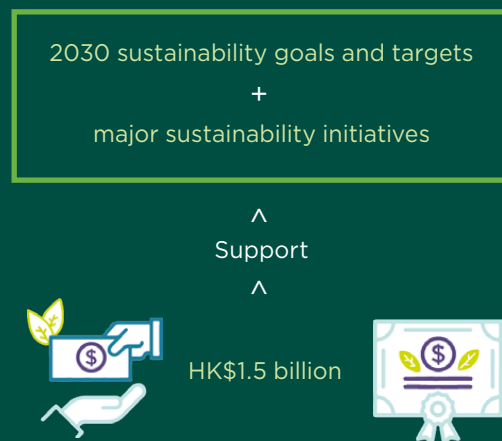 2030 sustainability goals and targets
+
major sustainability initiatives
^
Support
^
$
HK$1.5 billion
$